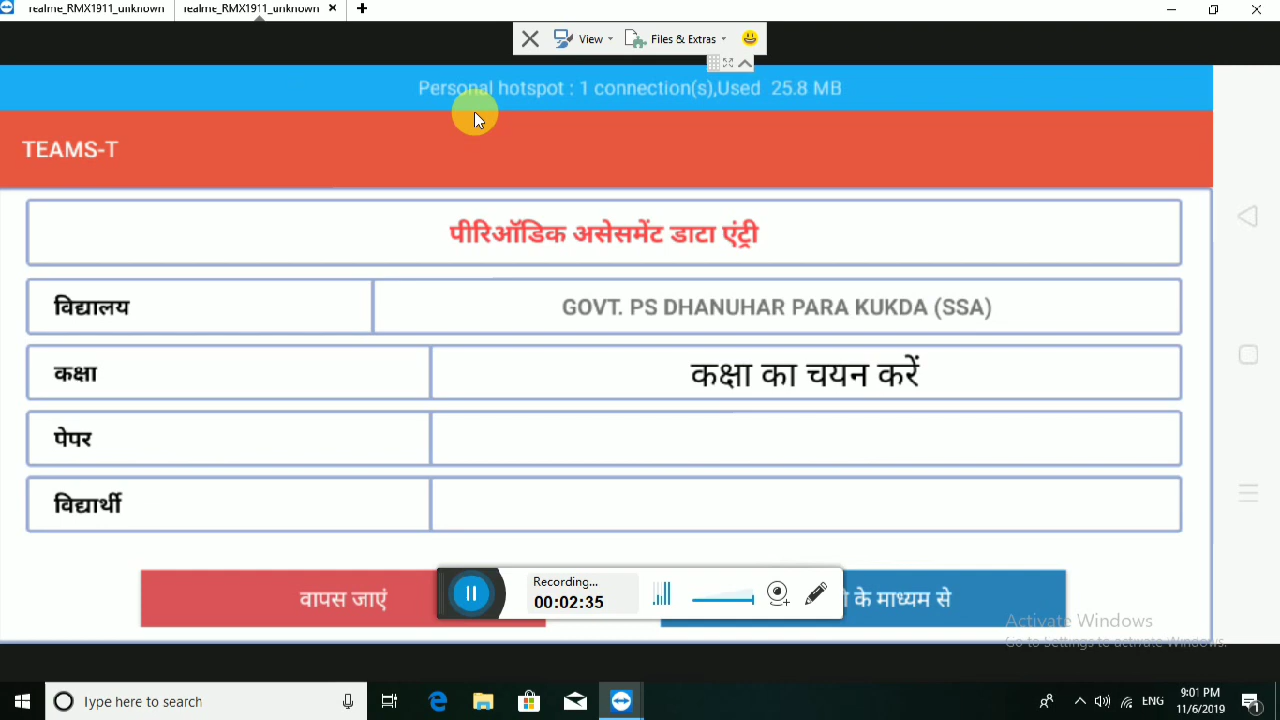 realme_RMX1911_unknown realme_RMX1911_unknown
View Files & Extras
Personal hotspot : 1 connection(s),Used 25.8 MB
TEAMS-T
पीरिऑडिक असेसमेंट डाटा एंट्री
विद्यालय GOVT. PS DHANUHAR PARA KUKDA (SSA)
कक्षा कक्षा का चयन करें
पेपर
विद्यार्थी
वापस जाएं के माध्यम से
Recording...
00:02:35
Activate Windows
Go to Settings to activate Windows.
Type here to search ENG 9:01 PM
11/6/2019 1